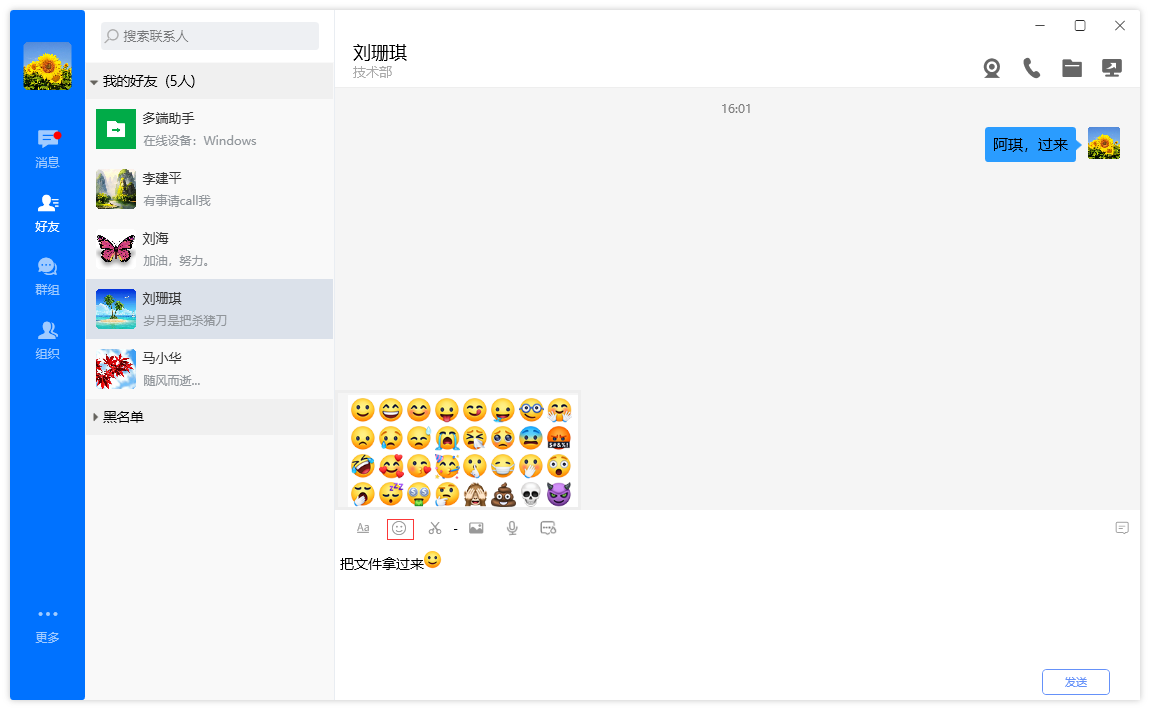 搜索联系人
我的好友（5人）
多端助手
在线设备：Windows
李建平
有事请call我
刘海
加油，努力。
刘珊琪
岁月是把杀猪刀
马小华
随风而逝...
黑名单
消息
好友
群组
组织
更多
刘珊琪
技术部
16:01
阿琪，过来
Aa
把文件拿过来
发送